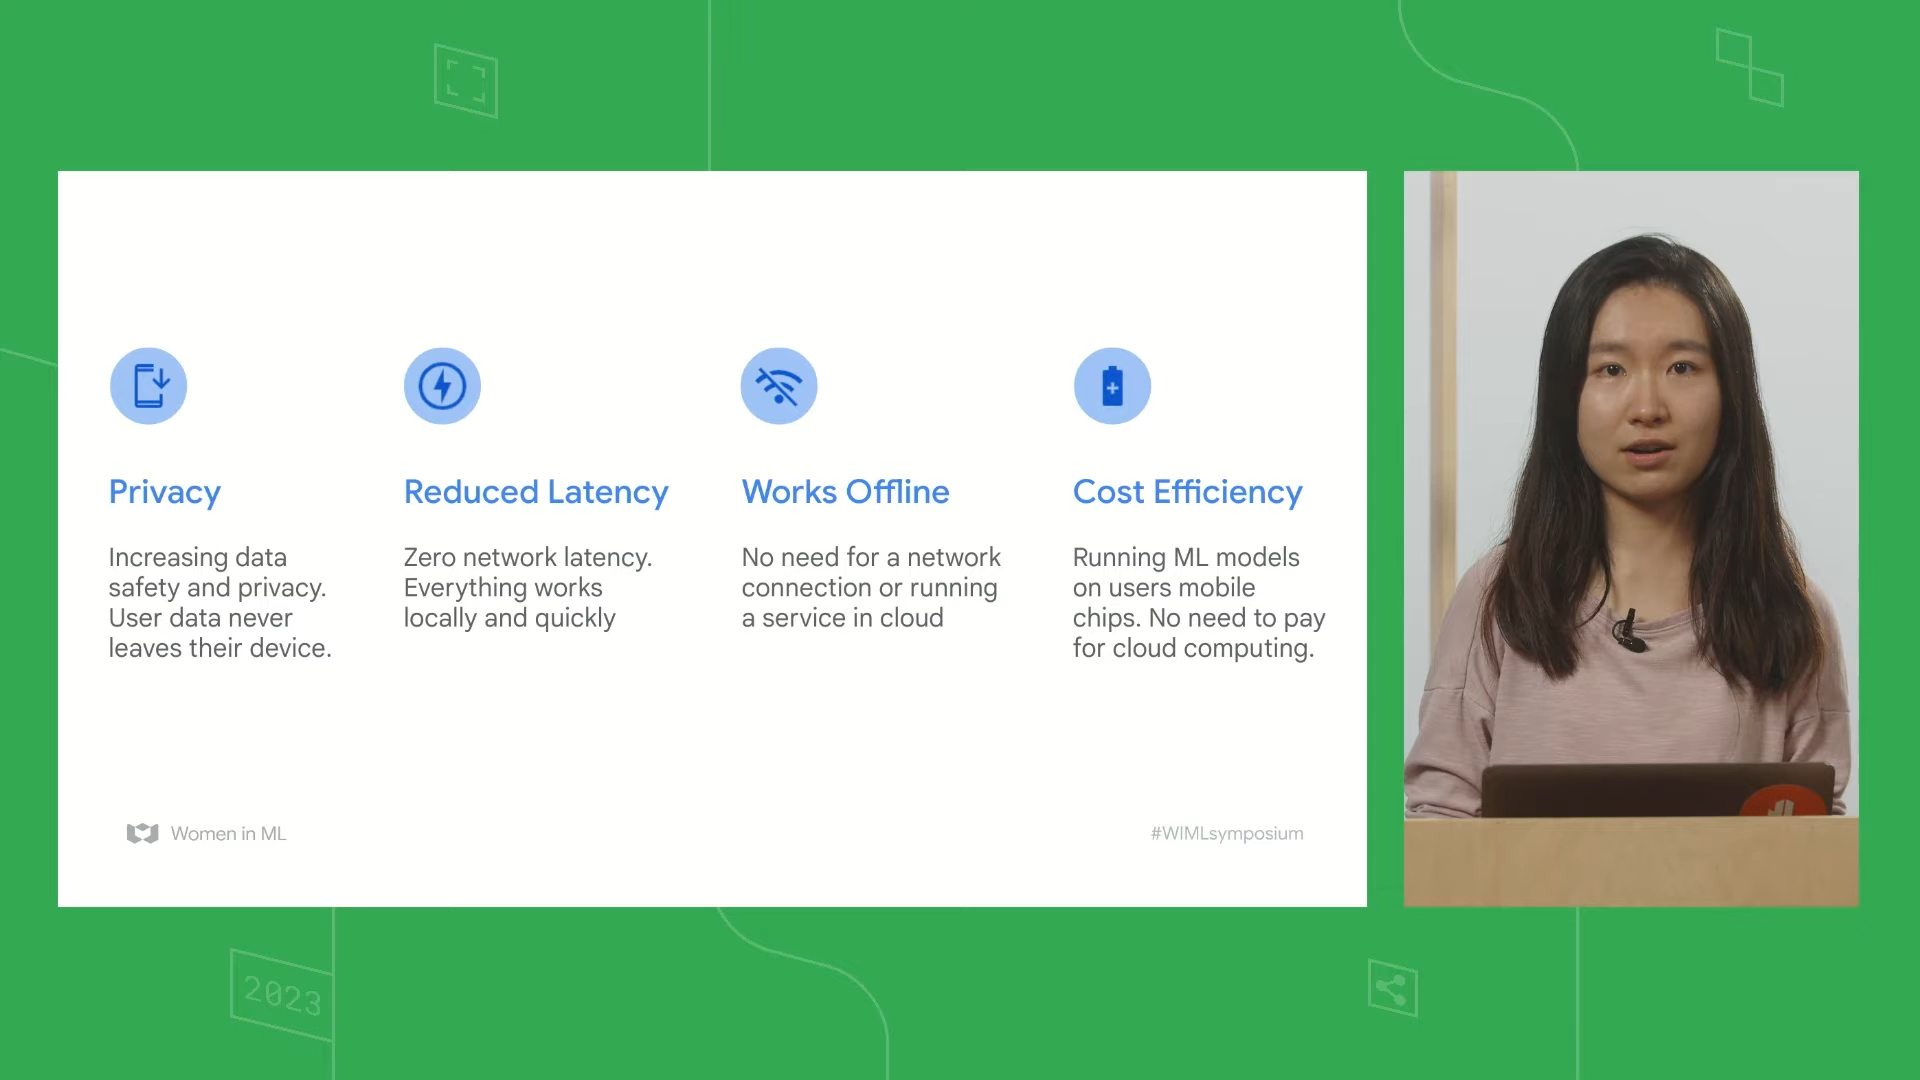 Privacy
Increasing data
safety and privacy.
User data never
leaves their device.
Reduced Latency
Zero network latency.
Everything works
locally and quickly
Works Offline
No need for a network
connection or running
a service in cloud
Cost Efficiency
Running ML models
on users mobile
chips. No need to pay
for cloud computing.
Women in ML
#WIMLsymposium
2023